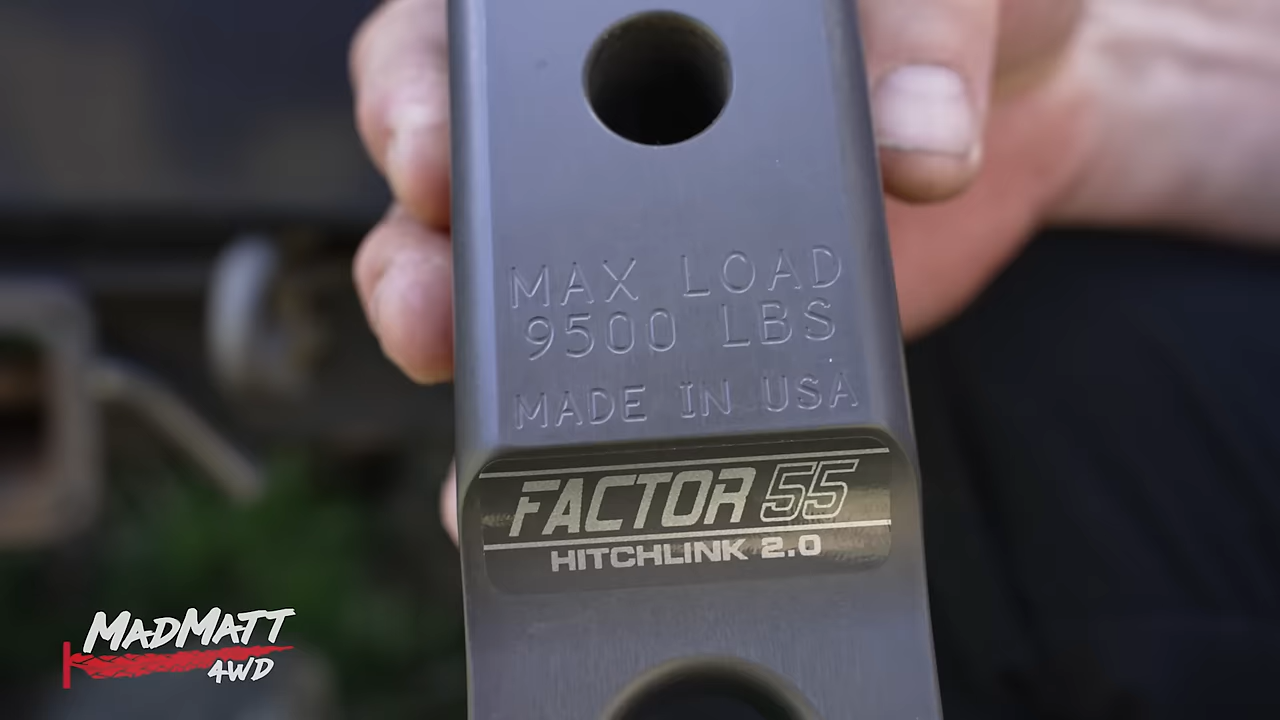 MAX LOAD
9500 LBS
MADE IN USA
FACTOR 55
HITCHLINK 2.0
MADMATT
4WD